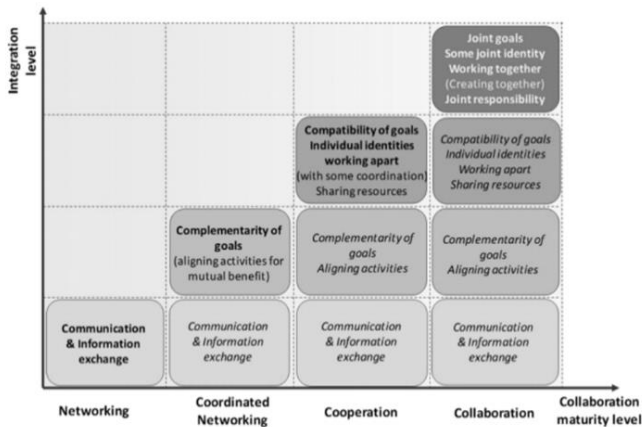 Integration
level
Joint goals
Some joint identity
Working together
(Creating together)
Joint responsibility
Compatibility of goals
Individual identities
working apart
(with some coordination)
Sharing resources
Compatibility of goals
Individual identities
Working apart
Sharing resources
Complementarity of
goals
(aligning activities for
mutual benefit)
Complementarity of
goals
Aligning activities
Complementarity of
goals
Aligning activities
Communication
& Information
exchange
Communication
& Information
exchange
Communication
& Information
exchange
Communication
& Information
exchange
Networking
Coordinated
Networking
Cooperation
Collaboration
Collaboration
maturity level